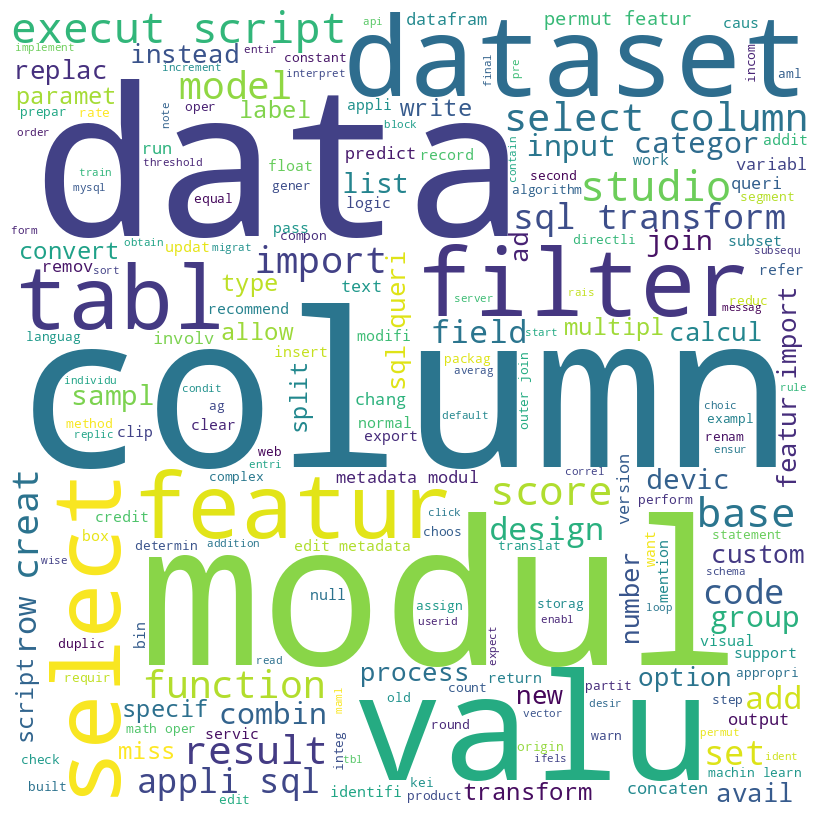 execut script
api
datafram
permut featur
caus
implement
instead
entir
constant
dataset
incom
final
pre
aml
replac
model
increment
interpret
paramet
label
appli
write
select column
prepar
rate
note
oper
block
contain
input
categor
addit
order
run
threshold
float
predict
record
work
variabl
data
train
mysql
gener
list
second
algorithm
studio
queri
segment
equal
logic
form
pass
sql transform
convert
obtain
updat
migrat
compon
ad
directli
join
subset
subsequ
remov
sort
import
filter
refer
tabl
type
text
server
rais
messag
reduc
languag
involv
recommend
allow
insert
modifi
sql queri
field
start
multipl
calcul
featur import
column
individu
condit
packag
averag
outer join
choic
rule
sampl
split
chang
default
exampl
method
replic
ag
normal
renam
clip
clear
export
ensur
web
entri
complex
metadata modul
correl
version
devic
row creat
select
featur
click
score
perform
base
credit
choos
design
statement
box
determin
addition
edit metadata
translat
want
mention
custom
wise
null
number
schema
modul
assign
userid
storag
enabl
loop
code
group
duplic
bin
expect
visual
script
requir
read
process
return
option
support
appropri
function
old
count
new
partit
step
add
specif
combin
maml
valu
vector
desir
output
math oper
round
permut
miss
servic
result
integ
origin
warn
set
ident
check
tbl
ifels
machin learn
built
appli sql
identifi
kei
product
transform
concaten
avail
edit